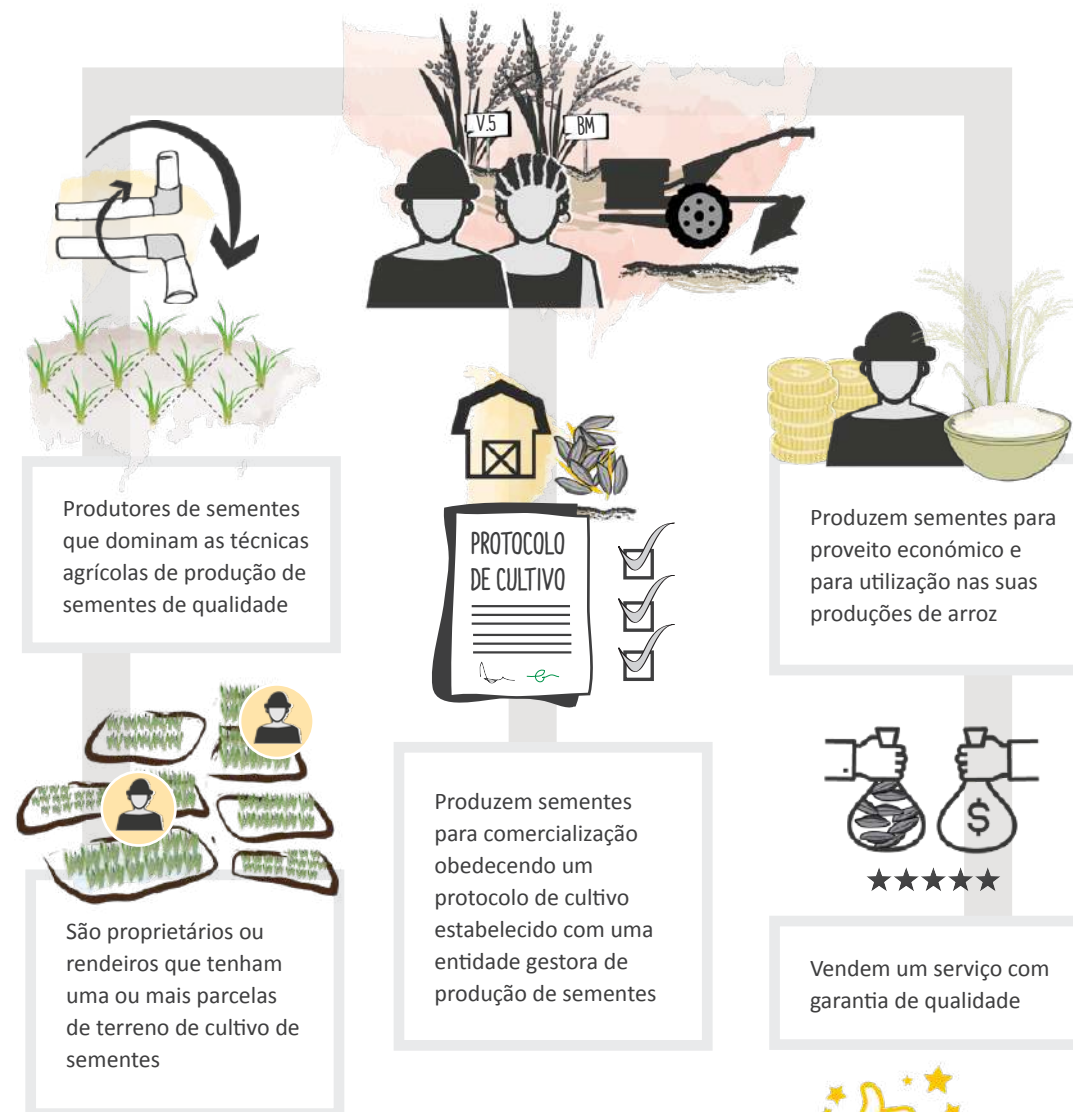 V.5
BM
Produtores de sementes
que dominam as técnicas
agrícolas de produção de
sementes de qualidade
São proprietários ou
rendeiros que tenham
uma ou mais parcelas
de terreno de cultivo de
sementes
PROTOCOLO
DE CULTIVO
Produzem sementes
para comercialização
obedecendo um
protocolo de cultivo
estabelecido com uma
entidade gestora de
produção de sementes
$
Produzem sementes para
proveito económico e
para utilização nas suas
produções de arroz
$
Vendem um serviço com
garantia de qualidade